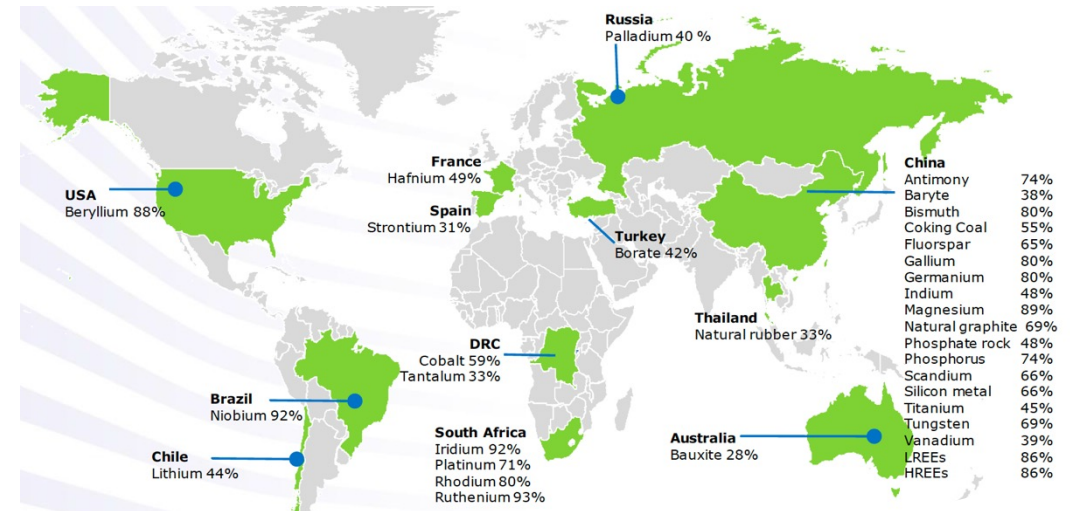 Russia
Palladium 40 %
France
Hafnium 49%
USA
Beryllium 88%
Spain
Strontium 31%
Turkey
Borate 42%
China
Antimony 74%
Baryte 38%
Bismuth 80%
Coking Coal 55%
Fluorspar 65%
Gallium 80%
Germanium 80%
Indium 48%
Magnesium 89%
Natural graphite 69%
Phosphate rock 48%
Phosphorus 74%
Scandium 66%
Silicon metal 66%
Titanium 45%
Tungsten 69%
Vanadium 39%
LREEs 86%
HREEs 86%
Thailand
Natural rubber 33%
DRC
Cobalt 59%
Tantalum 33%
Brazil
Niobium 92%
South Africa
Iridium 92%
Platinum 71%
Rhodium 80%
Ruthenium 93%
Australia
Bauxite 28%
Chile
Lithium 44%